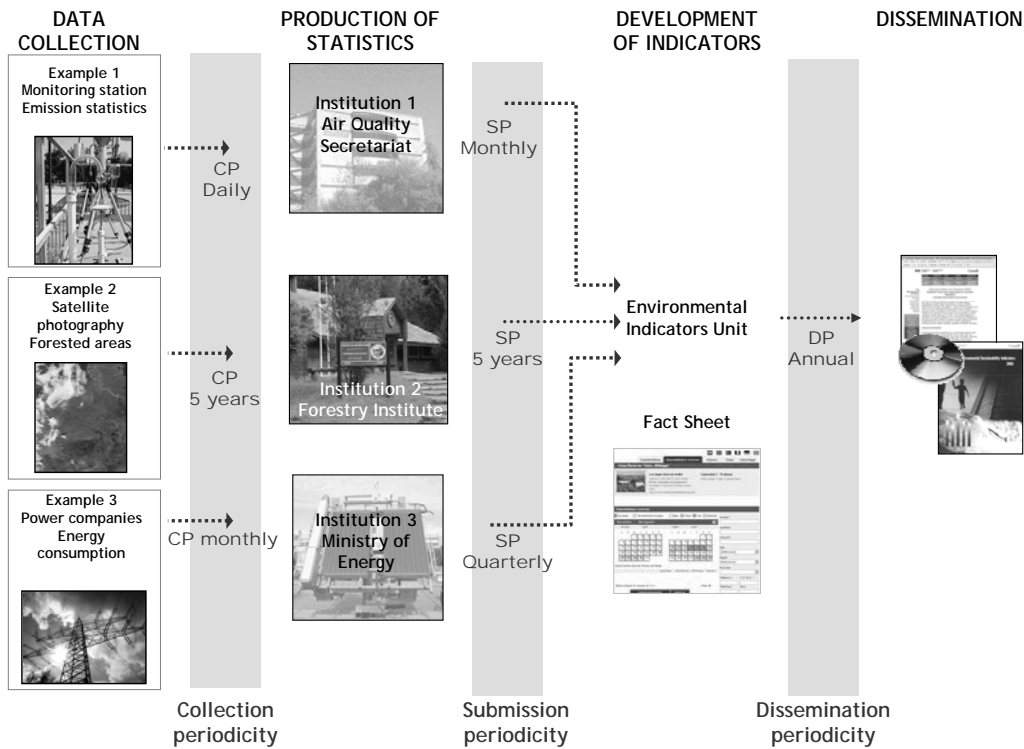 DATA
COLLECTION
PRODUCTION OF
STATISTICS
DEVELOPMENT
OF INDICATORS
DISSEMINATION
Example 1
Monitoring station
Emission statistics
CP
Daily
Institution 1
Air Quality
Secretariat
SP
Monthly
Example 2
Satellite
photography
Forested areas
CP
5 years
Institution 2
Forestry Institute
SP
5 years
Environmental
Indicators Unit
DP
Annual
Fact Sheet
Example 3
Power companies
Energy
consumption
CP monthly
Institution 3
Ministry of
Energy
SP
Quarterly
Collection
periodicity
Submission
periodicity
Dissemination
periodicity